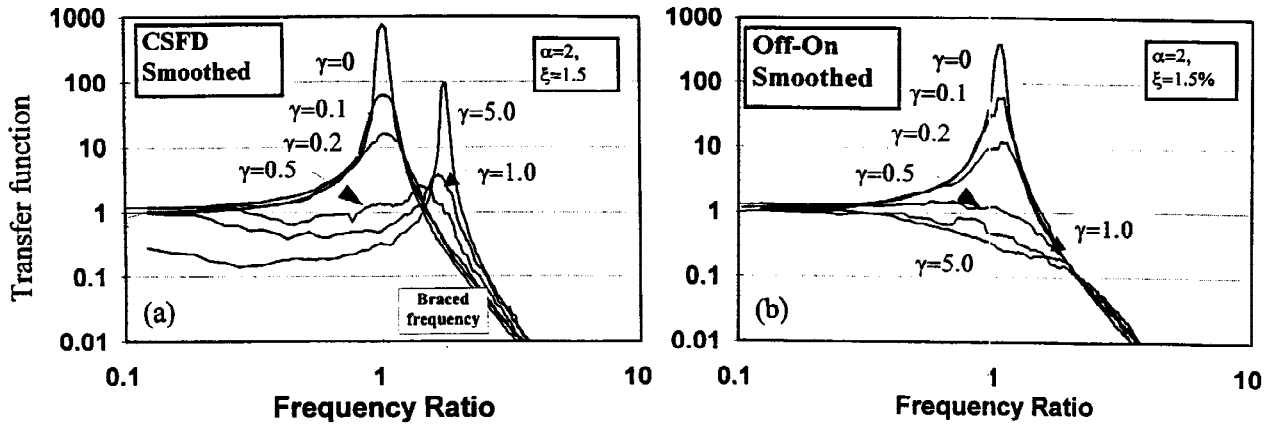 Transfer function
1000
100
10
1
0.1
0.01
CSFD
Smoothed
α=2,
ξ=1.5
γ=0
γ=0.1
γ=5.0
γ=0.2
γ=0.5
γ=1.0
Braced
frequency
(a)
0.1
1
10
Frequency Ratio
1000
100
10
1
0.1
0.01
Off-On
Smoothed
α=2,
ξ=1.5%
γ=0
γ=0.1
γ=0.2
γ=0.5
γ=1.0
γ=5.0
(b)
0.1
1
10
Frequency Ratio